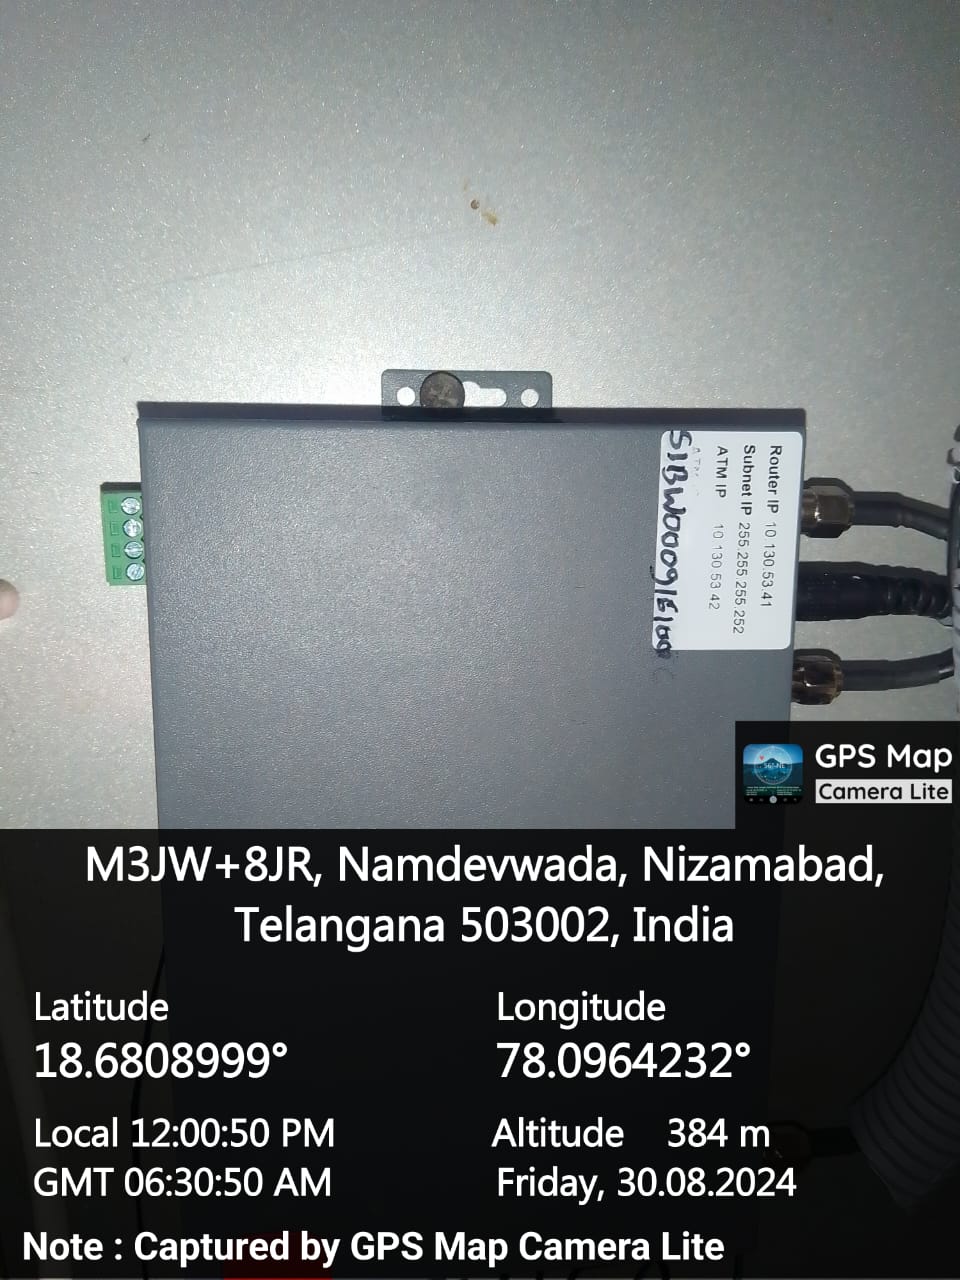 Router IP 10.130.53.41
Subnet IP 255.255.255.252
ATM IP 10.130.53.42
GPS Map
Camera Lite
M3JW+8JR, Namdevwada, Nizamabad,
Telangana 503002, India
Latitude
18.6808999°
Longitude
78.0964232°
Local 12:00:50 PM
GMT 06:30:50 AM
Altitude 384 m
Friday, 30.08.2024
Note : Captured by GPS Map Camera Lite